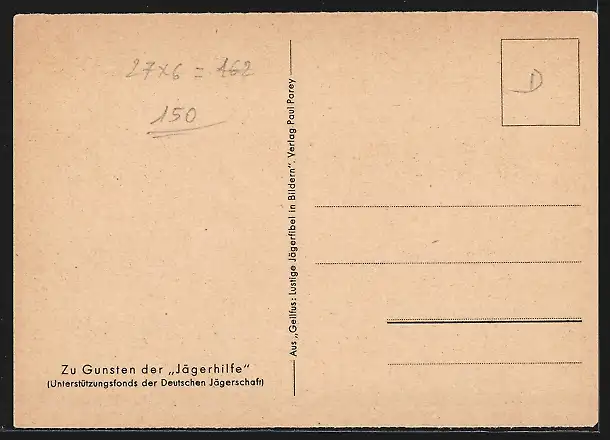 27×6 = 162
150
D
Aus „Gellfus: Lustige Jägerfibel in Bildern“. Verlag Paul Parey
Zu Gunsten der „Jägerhilfe“
(Unterstützungsfonds der Deutschen Jägerschaft)